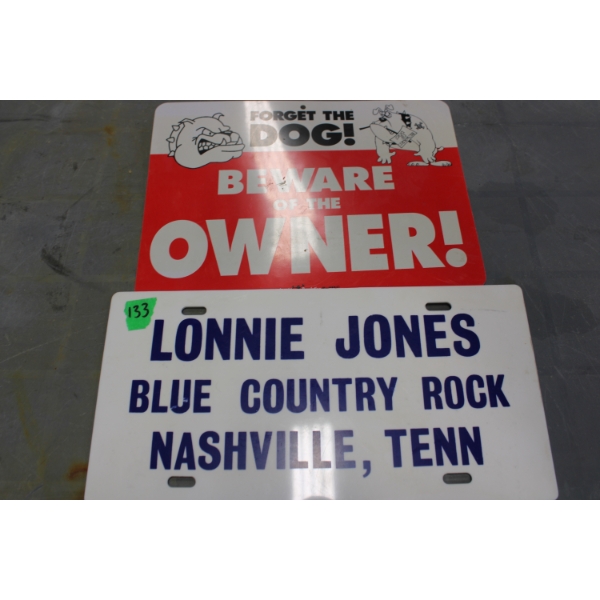 FORGET THE
DOG!
BEWARE
OF THE
OWNER!
133
LONNIE JONES
BLUE COUNTRY ROCK
NASHVILLE, TENN